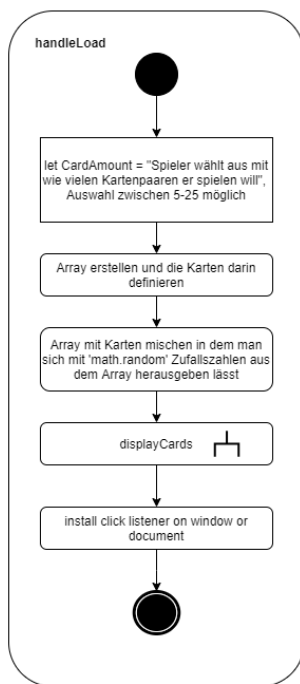 handleLoad
let CardAmount = "Spieler wählt aus mit
wie vielen Kartenpaaren er spielen will",
Auswahl zwischen 5-25 möglich
Array erstellen und die Karten darin
definieren
Array mit Karten mischen in dem man
sich mit 'math.random' Zufallszahlen aus
dem Array herausgeben lässt
displayCards
install click listener on window or
document